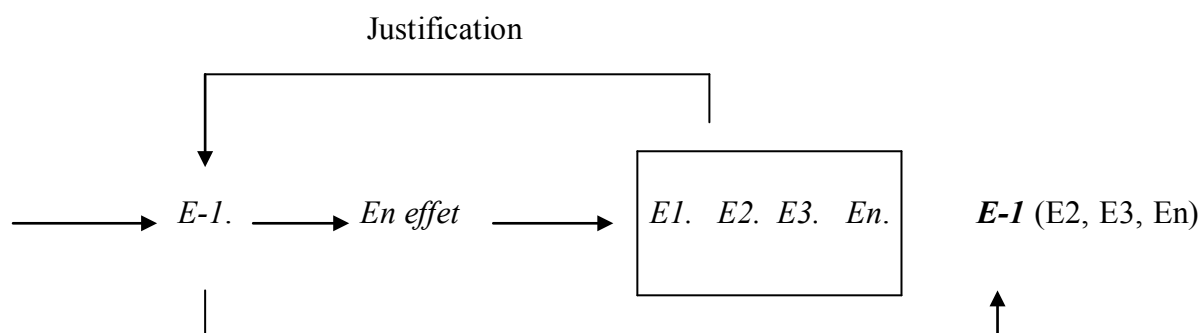 Justification
E-1. En effet E1. E2. E3. En. E-1 (E2, E3, En)